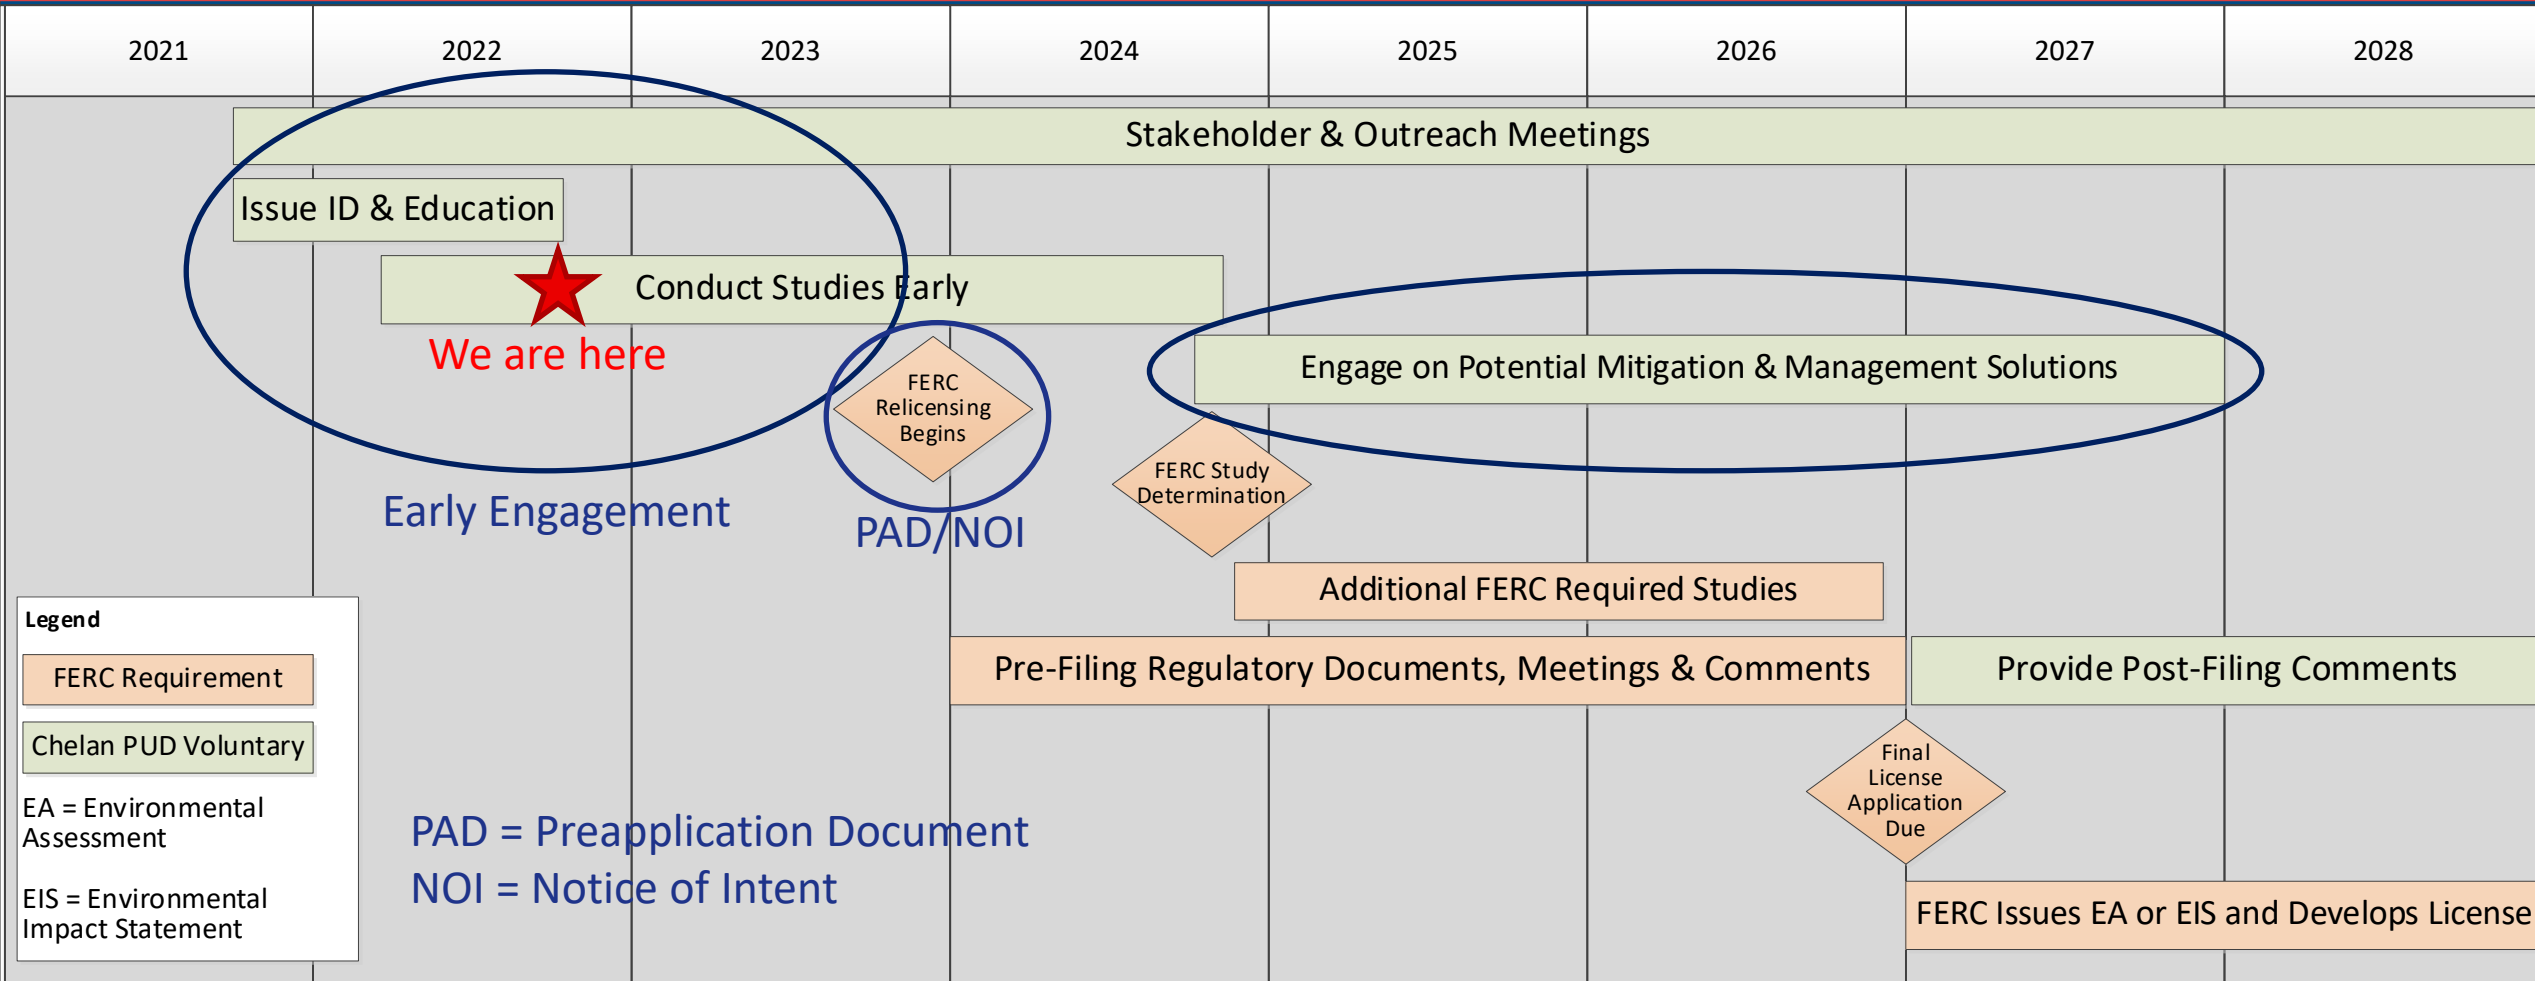 2021 2022 2023 2024 2025 2026 2027 2028
Stakeholder & Outreach Meetings
Issue ID & Education
Conduct Studies Early
We are here
Engage on Potential Mitigation & Management Solutions
FERC
Relicensing
Begins
FERC Study
Determination
Early Engagement
PAD/NOI
Additional FERC Required Studies
Pre-Filing Regulatory Documents, Meetings & Comments
Provide Post-Filing Comments
Final
License
Application
Due
FERC Issues EA or EIS and Develops License
Legend
FERC Requirement
Chelan PUD Voluntary
EA = Environmental
Assessment
EIS = Environmental
Impact Statement
PAD = Preapplication Document
NOI = Notice of Intent